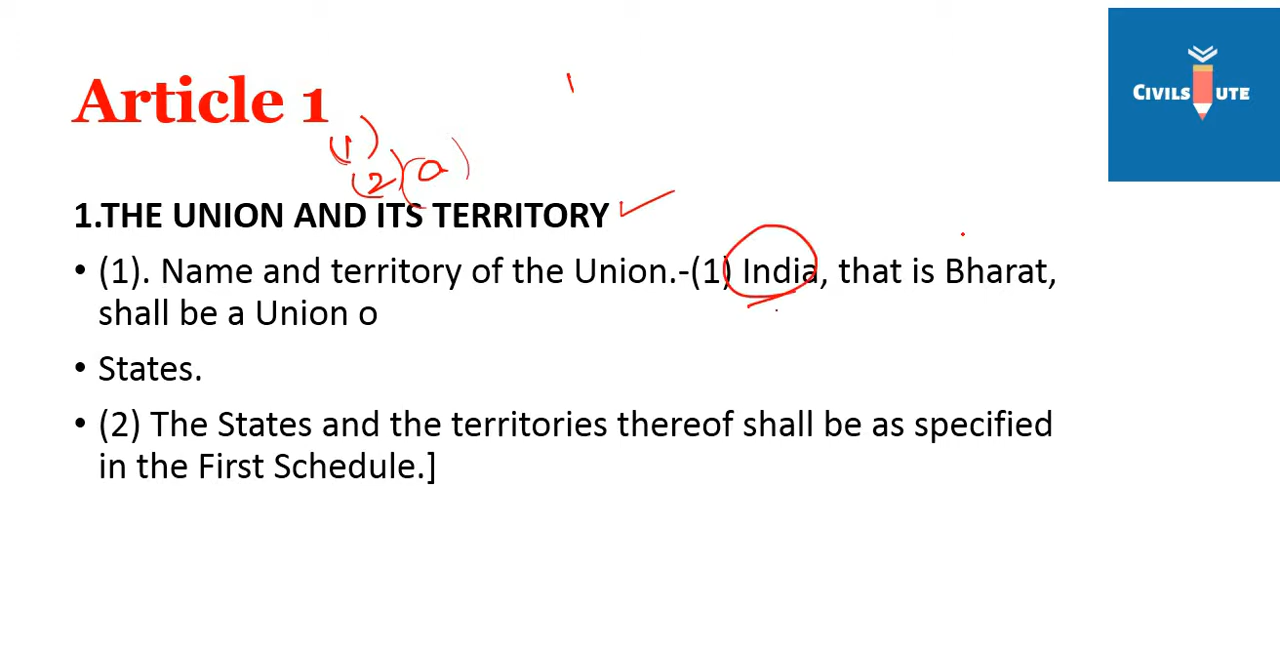 Article 1
(1)
(2)(a)
CIVILS UTE
1.THE UNION AND ITS TERRITORY
• (1). Name and territory of the Union.-(1) India, that is Bharat,
shall be a Union o
• States.
• (2) The States and the territories thereof shall be as specified
in the First Schedule.]